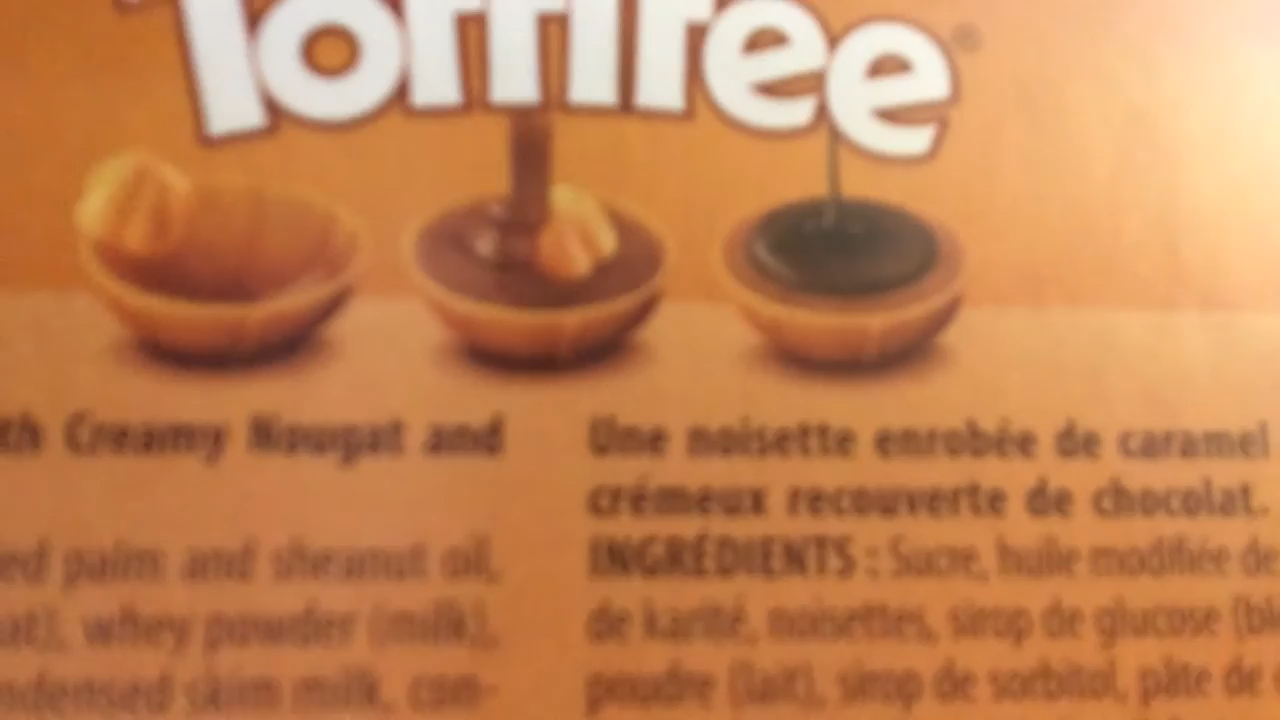 Toffifee
th Creamy Nougat and
ed palm and sheanut oil,
at), whey powder (milk),
ndensed skim milk, con-
Une noisette enrobée de caramel
crémeux recouverte de chocolat.
INGRÉDIENTS : Sucre, huile modifiée de
de karité, noisettes, sirop de glucose (bl
poudre (lait), sirop de sorbitol, pâte de